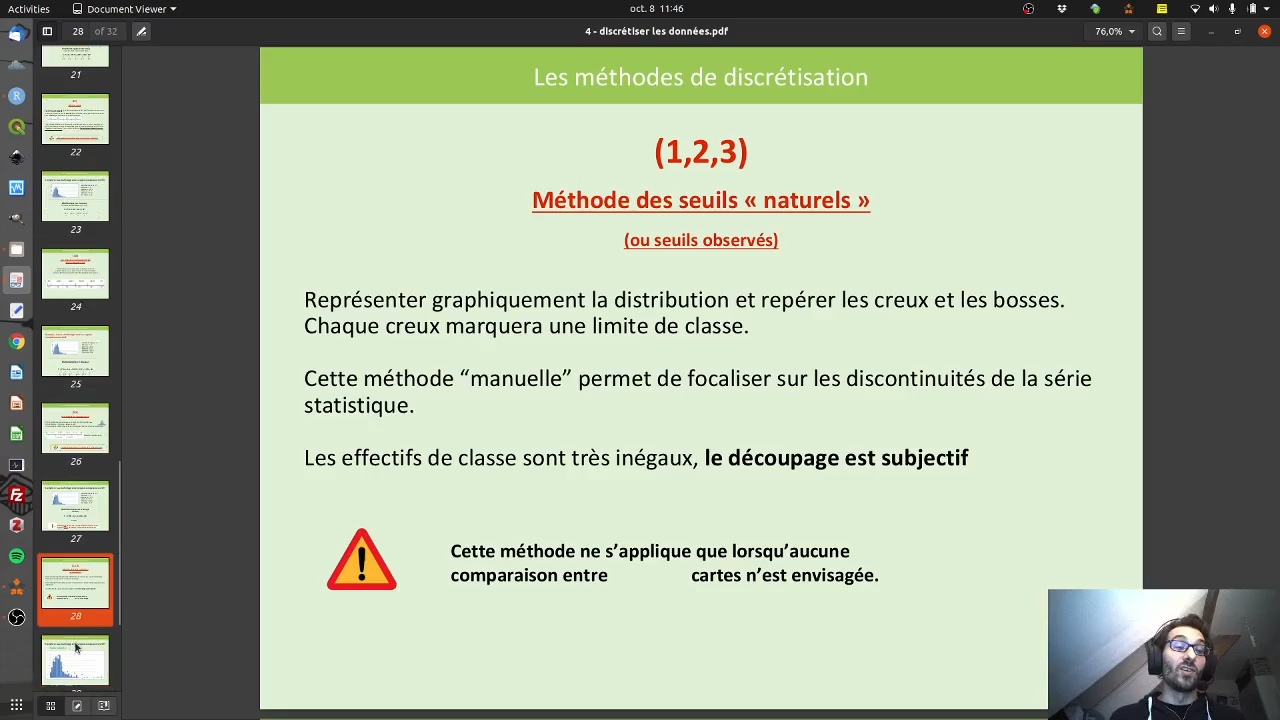 Activities
Document Viewer
oct. 8 11:46
28 of 32
4 - discrétiser les données.pdf
76,0%
21
22
23
24
25
26
27
28
Les méthodes de discrétisation
(1,2,3)
Méthode des seuils « naturels »
(ou seuils observés)
Représenter graphiquement la distribution et repérer les creux et les bosses.
Chaque creux marquera une limite de classe.
Cette méthode “manuelle” permet de focaliser sur les discontinuités de la série
statistique.
Les effectifs de classe sont très inégaux, le découpage est subjectif
Cette méthode ne s’applique que lorsqu’aucune
comparaison entre cartes n’est envisagée.